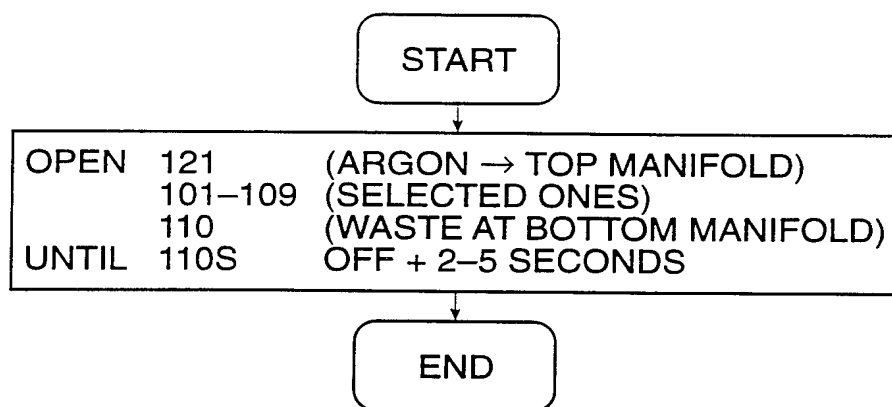 START
OPEN 121 (ARGON → TOP MANIFOLD)
101–109 (SELECTED ONES)
110 (WASTE AT BOTTOM MANIFOLD)
UNTIL 110S OFF + 2–5 SECONDS
END